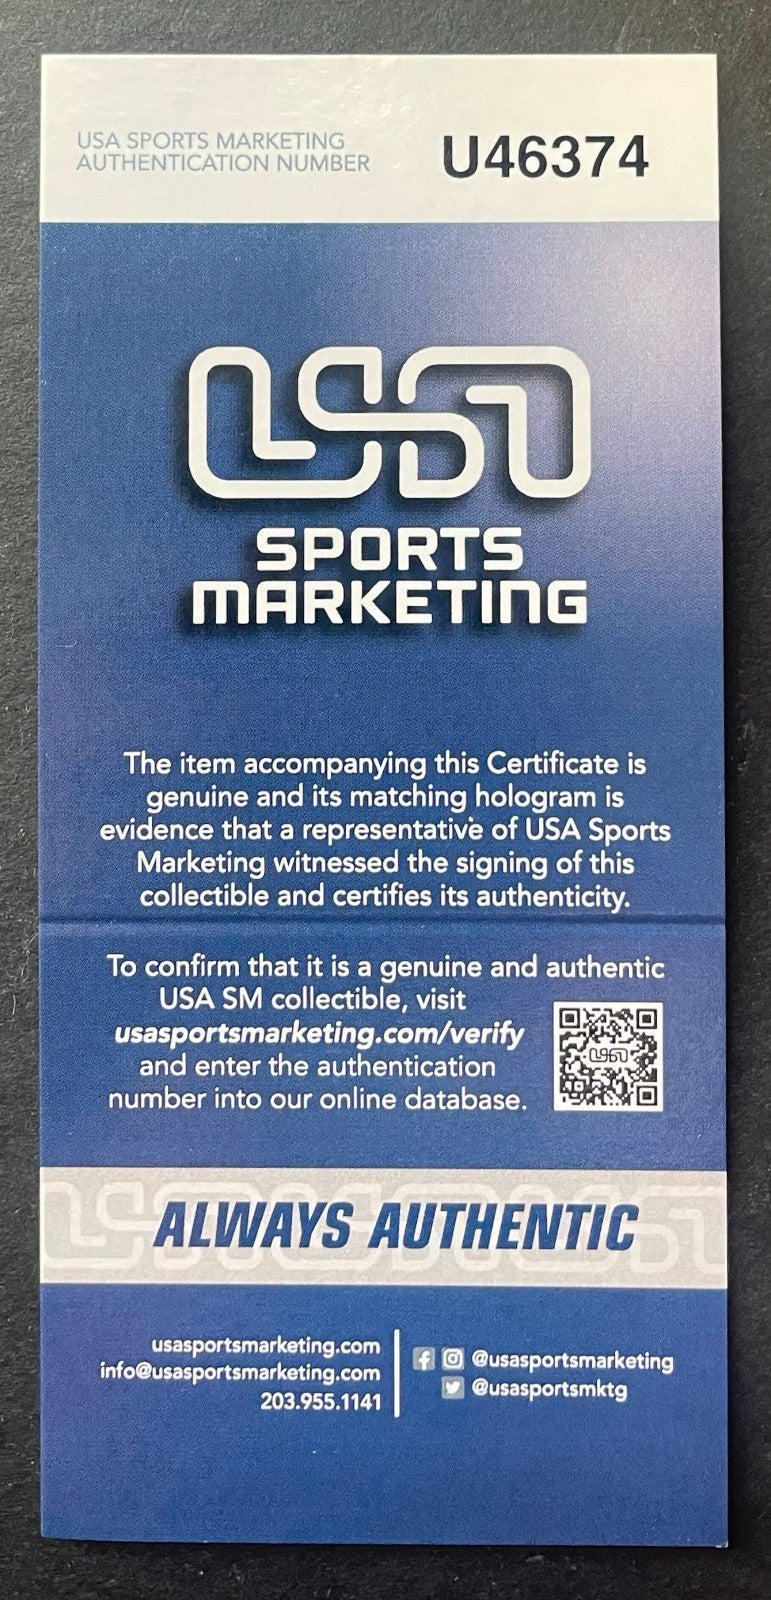 USA SPORTS MARKETING
AUTHENTICATION NUMBER
U46374
USA
SPORTS
MARKETING
The item accompanying this Certificate is
genuine and its matching hologram is
evidence that a representative of USA Sports
Marketing witnessed the signing of this
collectible and certifies its authenticity.
To confirm that it is a genuine and authentic
USA SM collectible, visit
usasportsmarketing.com/verify
and enter the authentication
number into our online database.
USA
ALWAYS AUTHENTIC
usasportsmarketing.com
info@usasportsmarketing.com
203.955.1141
@usasportsmarketing
@usasportsmktg